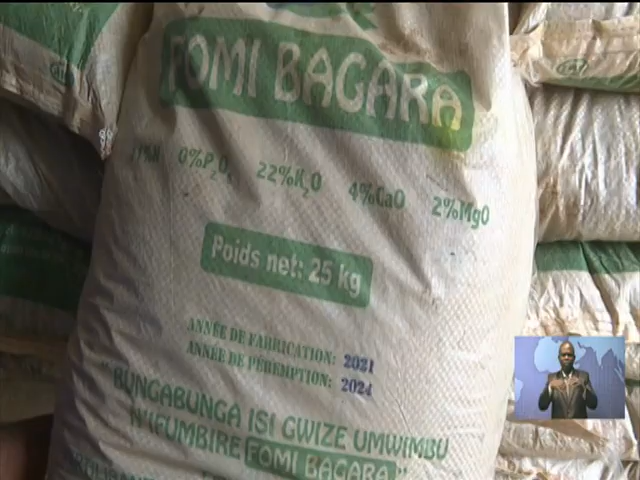 FOMI BAGARA
0%P₂O₅ 22%K₂O 4%CaO 2%MgO
Poids net: 25 kg
ANNÉE DE FABRICATION: 2021
ANNÉE DE PÉREMPTION: 2024
"BUNGABUNGA ISI GWIZE UMWIMBU
N'IFUMBIRE FOMI BAGARA"